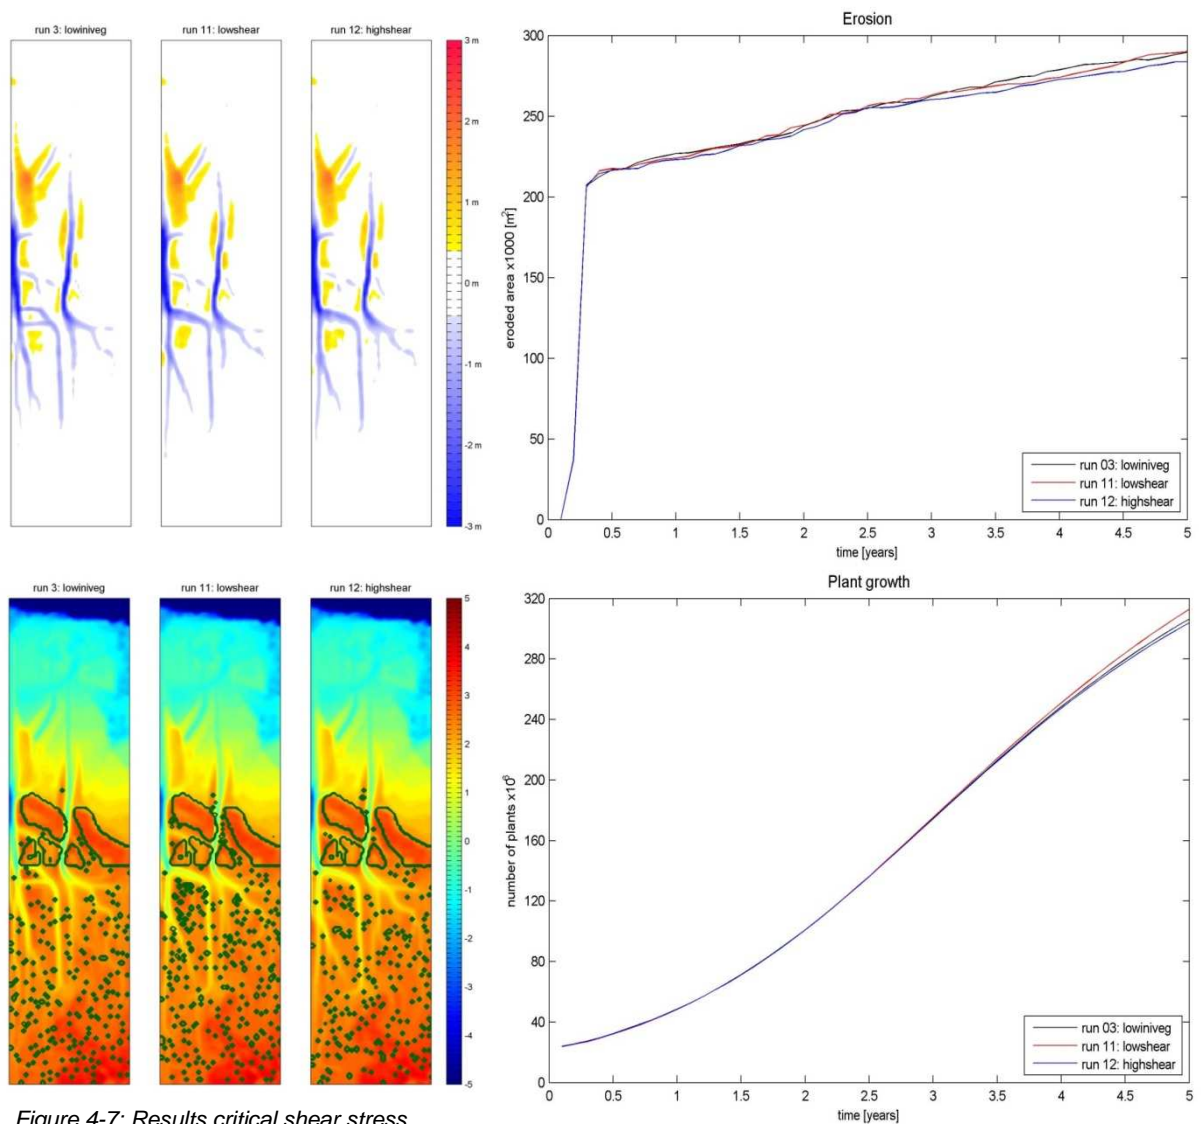 run 3: lowiniveg
run 11: lowshear
run 12: highshear
3 m
2 m
1 m
0 m
-1 m
-2 m
-3 m
Erosion
300
250
200
150
100
50
0
eroded area x1000 [m²]
0 0.5 1 1.5 2 2.5 3 3.5 4 4.5 5
time [years]
run 03: lowiniveg
run 11: lowshear
run 12: highshear
run 3: lowiniveg
run 11: lowshear
run 12: highshear
5
4
3
2
1
0
-1
-2
-3
-4
-5
Plant growth
320
280
240
200
160
120
80
40
0
number of plants x10⁶
0 0.5 1 1.5 2 2.5 3 3.5 4 4.5 5
time [years]
run 03: lowiniveg
run 11: lowshear
run 12: highshear
Figure 4-7: Results critical shear stress